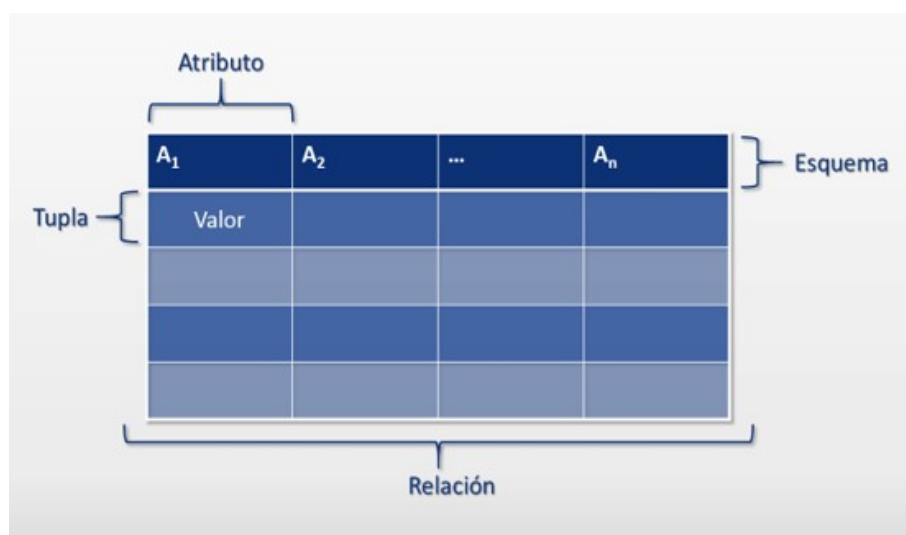 Atributo
A₁ A₂ ... Aₙ
Esquema
Tupla
Valor
Relación